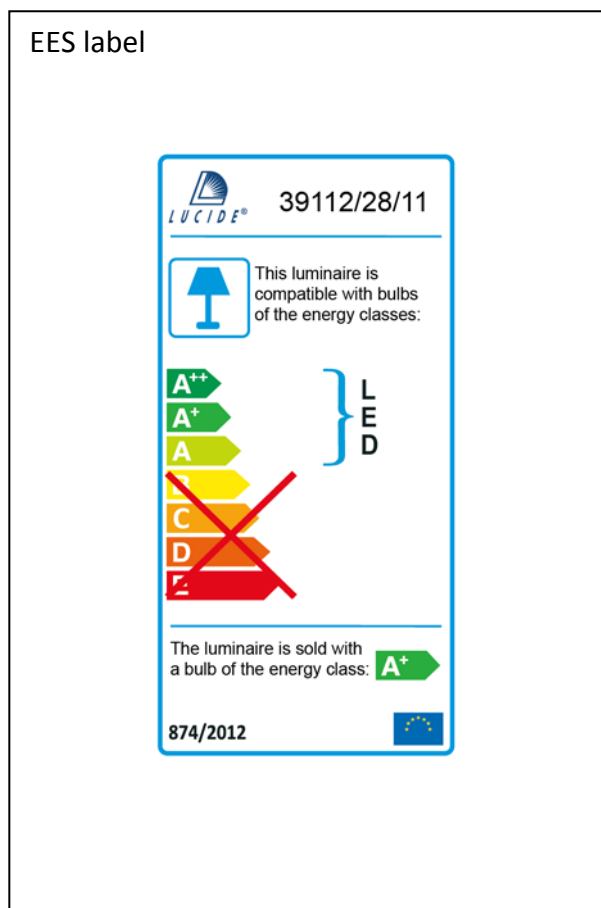 EES label
LUCIDE®
39112/28/11
This luminaire is
compatible with bulbs
of the energy classes:
A++
A+
A
B
C
D
E
L
E
D
The luminaire is sold with
a bulb of the energy class:
A+
874/2012